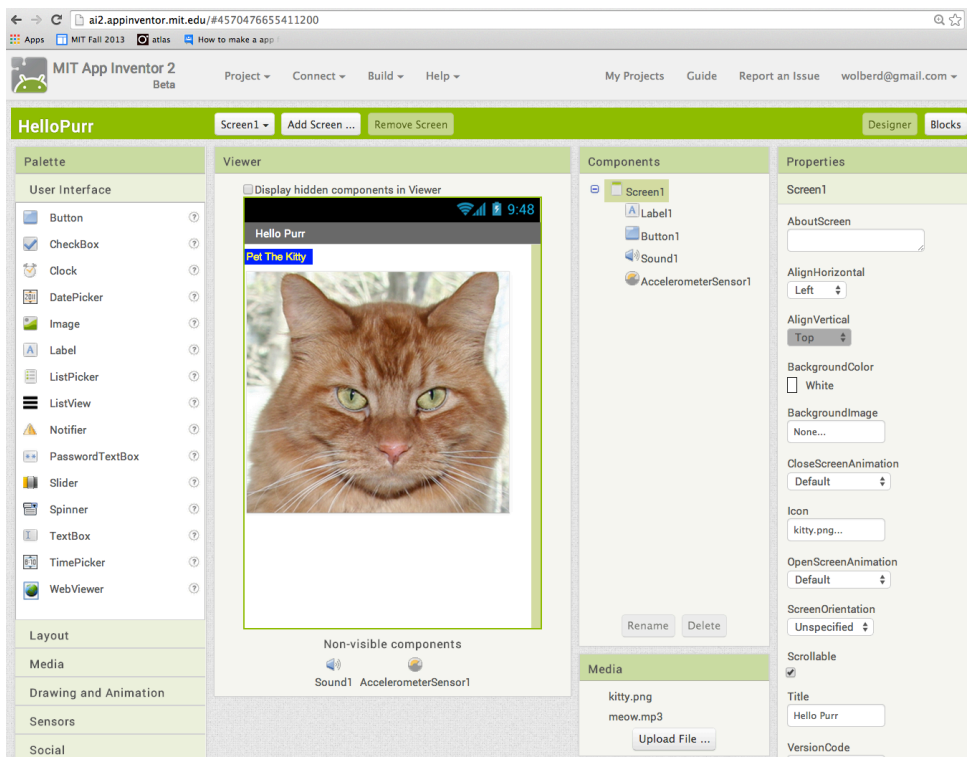 ai2.appinventor.mit.edu/#4570476655411200
Apps MIT Fall 2013 atlas How to make a app
MIT App Inventor 2
Beta
Project Connect Build Help My Projects Guide Report an Issue wolberd@gmail.com
HelloPurr Screen1 Add Screen ... Remove Screen Designer Blocks
Palette
User Interface
Button ?
CheckBox ?
Clock ?
DatePicker ?
Image ?
Label ?
ListPicker ?
ListView ?
Notifier ?
PasswordTextBox ?
Slider ?
Spinner ?
TextBox ?
TimePicker ?
WebViewer ?
Layout
Media
Drawing and Animation
Sensors
Social
Viewer
Display hidden components in Viewer
9:48
Hello Purr
Pet The Kitty
Non-visible components
Sound1 AccelerometerSensor1
Components
Screen1
A Label1
Button1
Sound1
AccelerometerSensor1
Rename Delete
Media
kitty.png
meow.mp3
Upload File ...
Properties
Screen1
AboutScreen
AlignHorizontal
Left
AlignVertical
Top
BackgroundColor
White
BackgroundImage
None...
CloseScreenAnimation
Default
Icon
kitty.png...
OpenScreenAnimation
Default
ScreenOrientation
Unspecified
Scrollable
Title
Hello Purr
VersionCode